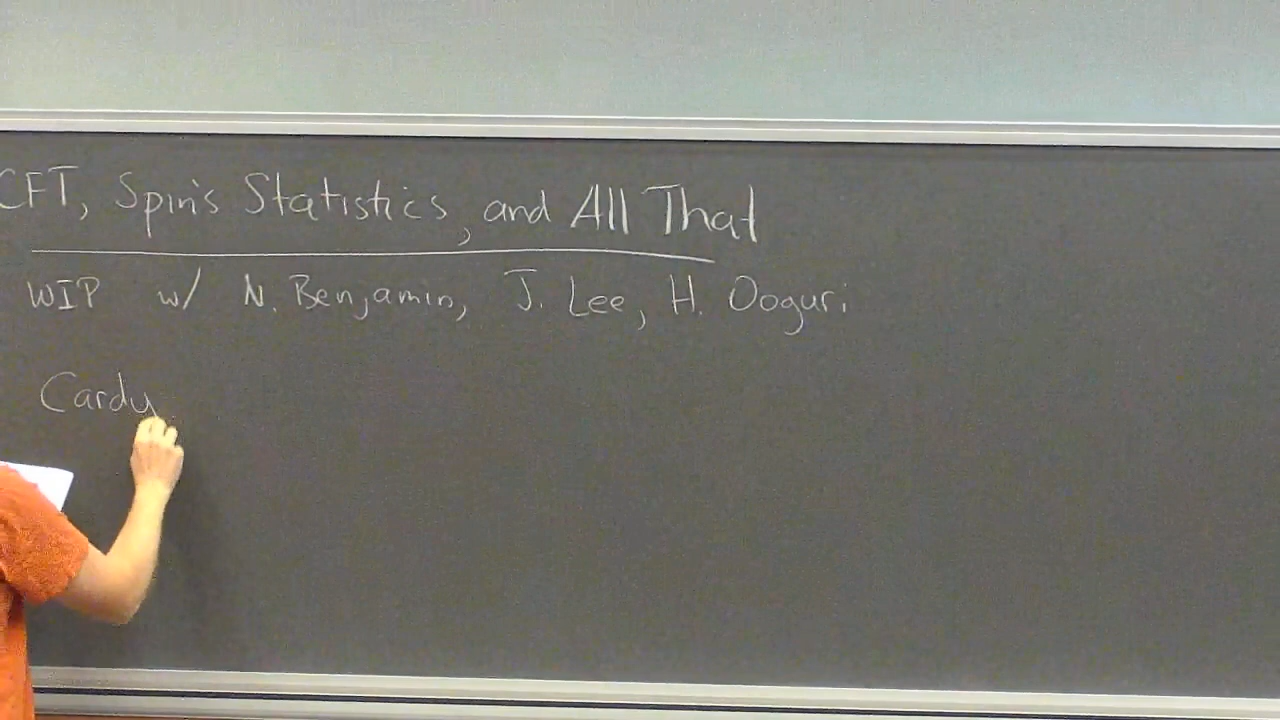 CFT, Spin's Statistics, and All That
WIP w/ N. Benjamin, J. Lee, H. Ooguri
Cardy